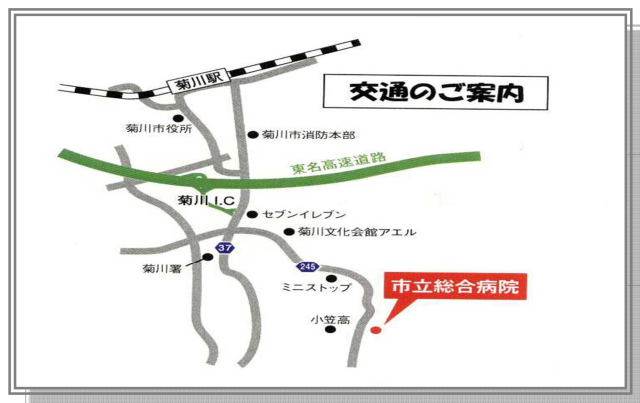 菊川駅
交通のご案内
菊川市役所
菊川市消防本部
東名高速道路
菊川 I.C
セブンイレブン
菊川文化会館アエル
37
菊川署
245
ミニストップ
市立総合病院
小笠高